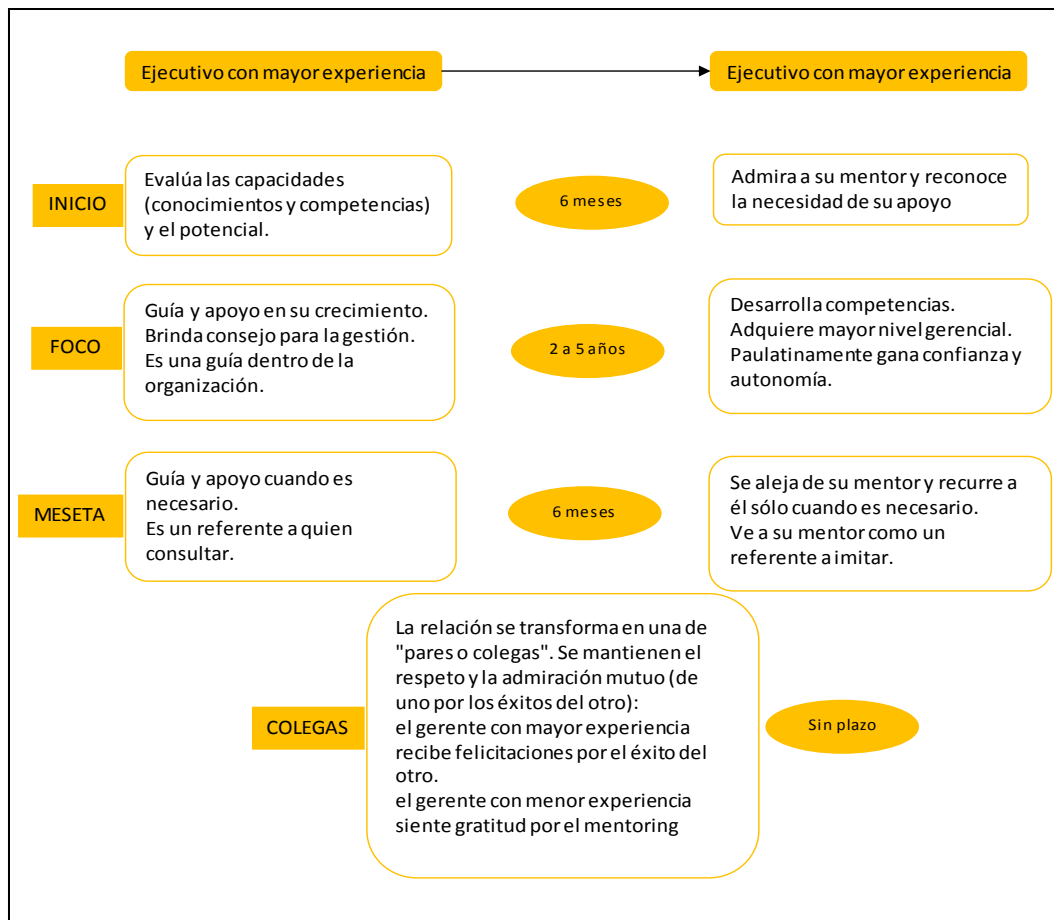 Ejecutivo con mayor experiencia
Ejecutivo con mayor experiencia
INICIO
Evalúa las capacidades
(conocimientos y competencias)
y el potencial.
6 meses
Admira a su mentor y reconoce
la necesidad de su apoyo
FOCO
Guía y apoyo en su crecimiento.
Brinda consejo para la gestión.
Es una guía dentro de la
organización.
2 a 5 años
Desarrolla competencias.
Adquiere mayor nivel gerencial.
Paulatinamente gana confianza y
autonomía.
MESETA
Guía y apoyo cuando es
necesario.
Es un referente a quien
consultar.
6 meses
Se aleja de su mentor y recurre a
él sólo cuando es necesario.
Ve a su mentor como un
referente a imitar.
COLEGAS
La relación se transforma en una de
"pares o colegas". Se mantienen el
respeto y la admiración mutuo (de
uno por los éxitos del otro):
el gerente con mayor experiencia
recibe felicitaciones por el éxito del
otro.
el gerente con menor experiencia
siente gratitud por el mentoring
Sin plazo